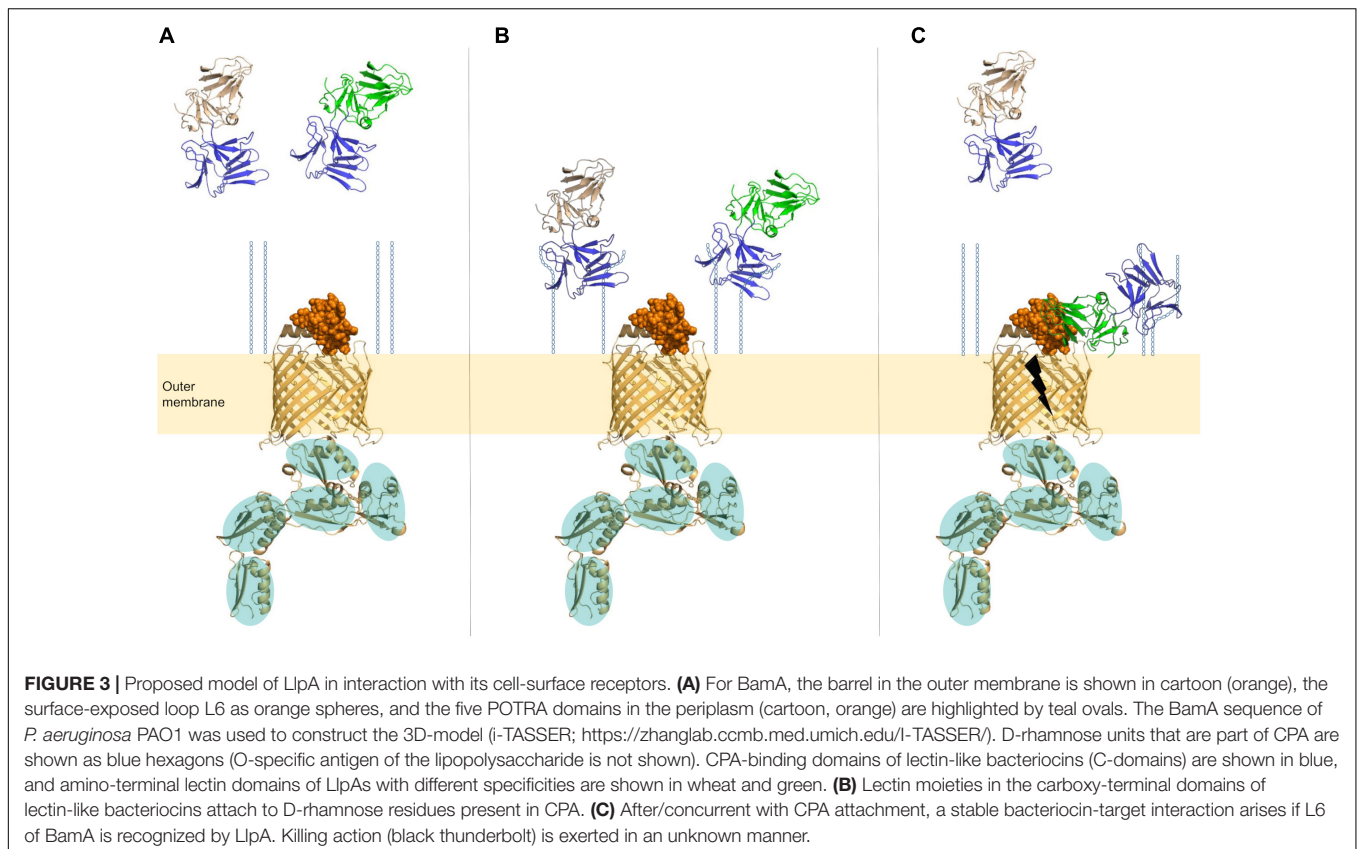 A
B
C
Outer
membrane
FIGURE 3 | Proposed model of LlpA in interaction with its cell-surface receptors. (A) For BamA, the barrel in the outer membrane is shown in cartoon (orange), the
surface-exposed loop L6 as orange spheres, and the five POTRA domains in the periplasm (cartoon, orange) are highlighted by teal ovals. The BamA sequence of
P. aeruginosa PAO1 was used to construct the 3D-model (i-TASSER; https://zhanglab.ccmb.med.umich.edu/I-TASSER/). D-rhamnose units that are part of CPA are
shown as blue hexagons (O-specific antigen of the lipopolysaccharide is not shown). CPA-binding domains of lectin-like bacteriocins (C-domains) are shown in blue,
and amino-terminal lectin domains of LlpAs with different specificities are shown in wheat and green. (B) Lectin moieties in the carboxy-terminal domains of
lectin-like bacteriocins attach to D-rhamnose residues present in CPA. (C) After/concurrent with CPA attachment, a stable bacteriocin-target interaction arises if L6
of BamA is recognized by LlpA. Killing action (black thunderbolt) is exerted in an unknown manner.